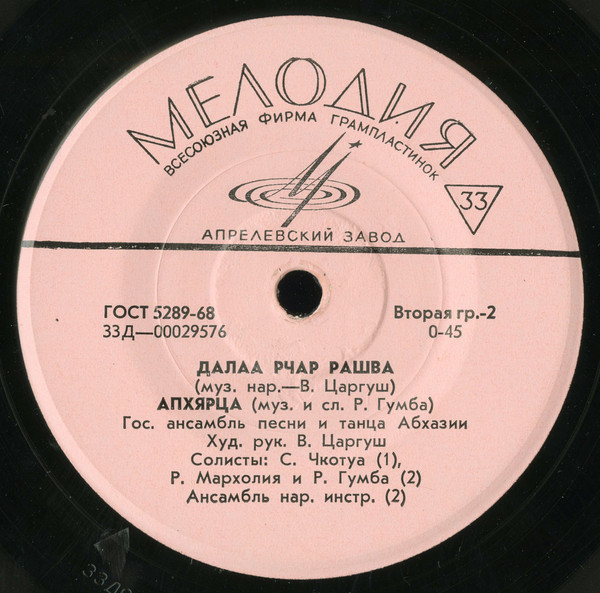 МЕЛОДИЯ
ВСЕСОЮЗНАЯ ФИРМА ГРАМПЛАСТИНОК
33
АПРЕЛЕВСКИЙ ЗАВОД
ГОСТ 5289-68 Вторая гр.-2
33Д—00029576 0-45
ДАЛАА РЧАР РАШВА
(муз. нар.—В. Царгуш)
АПХЯРЦА (муз. и сл. Р. Гумба)
Гос. ансамбль песни и танца Абхазии
Худ. рук. В. Царгуш
Солисты: С. Чкотуа (1),
Р. Мархолия и Р. Гумба (2)
Ансамбль нар. инстр. (2)